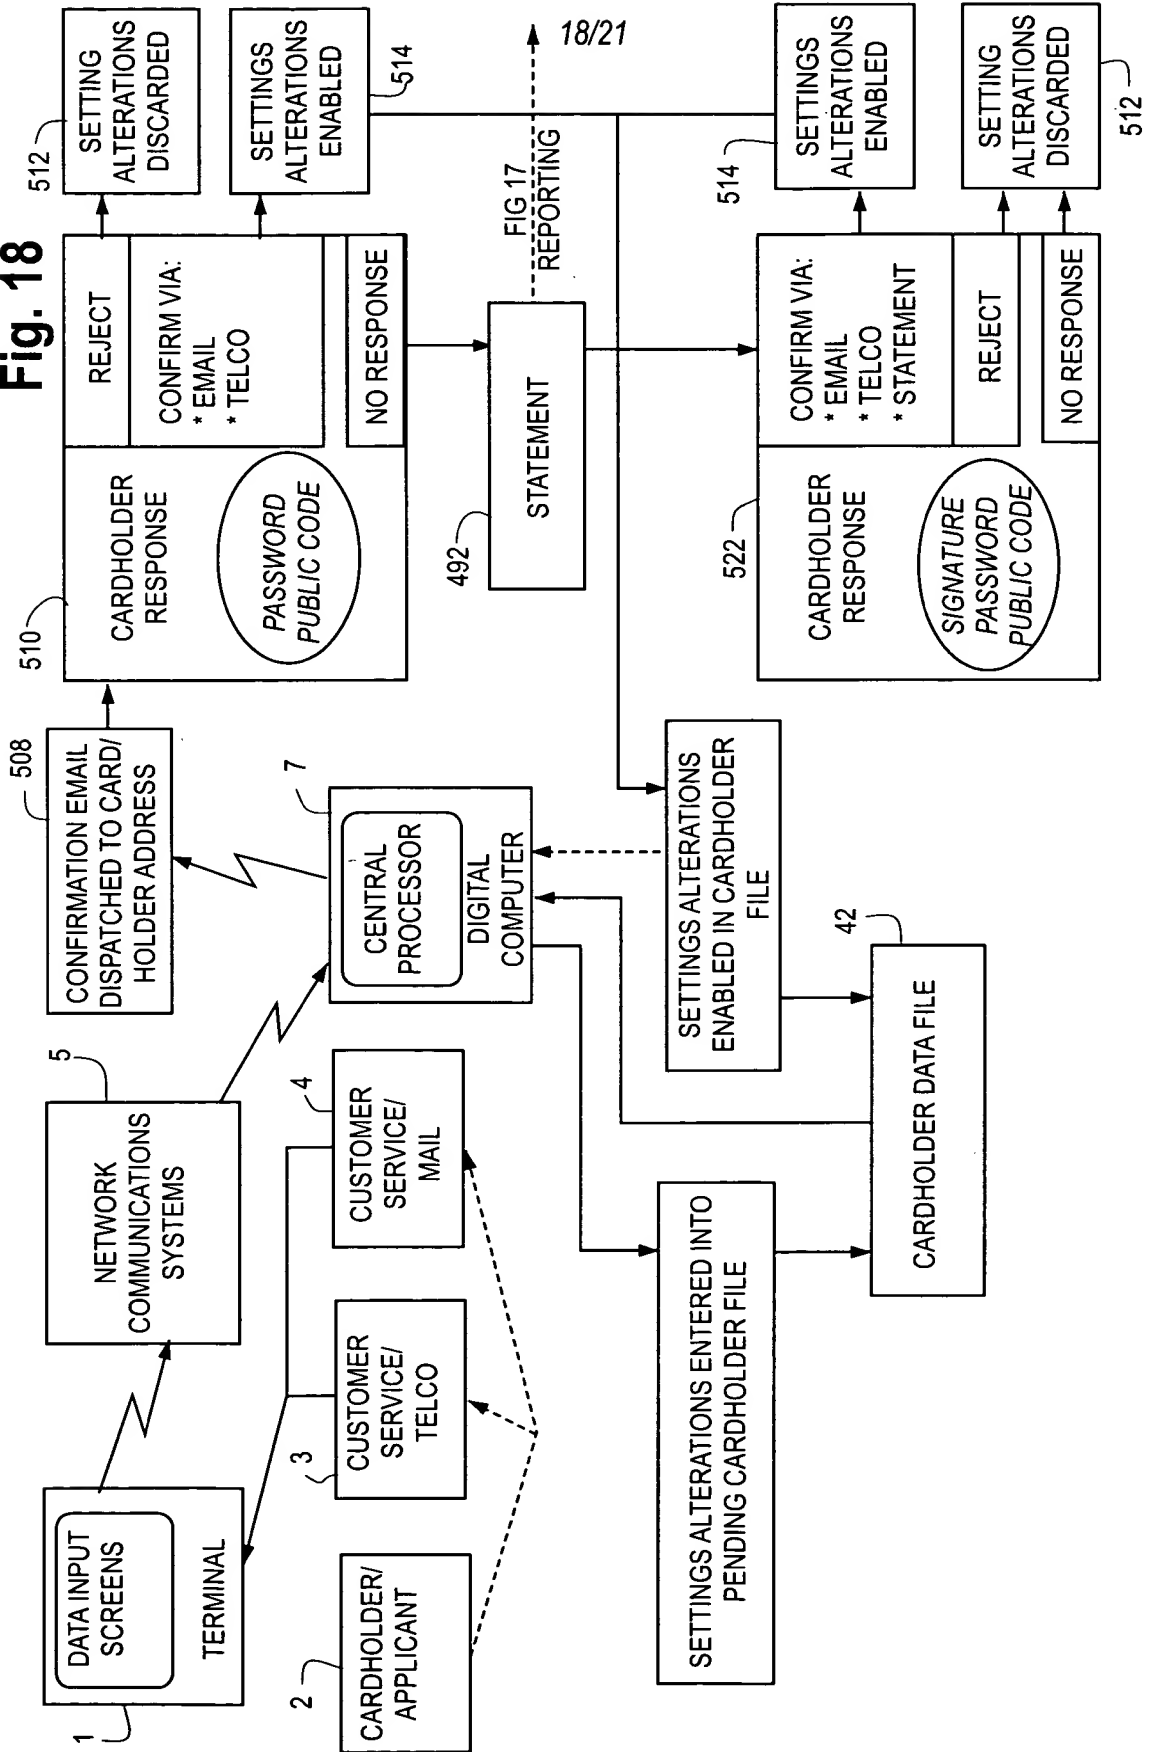 Fig. 18
18/21
1
DATA INPUT
SCREENS
TERMINAL
5
NETWORK
COMMUNICATIONS
SYSTEMS
508
CONFIRMATION EMAIL
DISPATCHED TO CARD/
HOLDER ADDRESS
510
CARDHOLDER
RESPONSE
PASSWORD
PUBLIC CODE
REJECT
CONFIRM VIA:
* EMAIL
* TELCO
NO RESPONSE
512
SETTING
ALTERATIONS
DISCARDED
SETTINGS
ALTERATIONS
ENABLED
514
2
CARDHOLDER/
APPLICANT
3
CUSTOMER
SERVICE/
TELCO
4
CUSTOMER
SERVICE/
MAIL
7
CENTRAL
PROCESSOR
DIGITAL
COMPUTER
492
STATEMENT
FIG 17
REPORTING
SETTINGS ALTERATIONS ENTERED INTO
PENDING CARDHOLDER FILE
SETTINGS ALTERATIONS
ENABLED IN CARDHOLDER
FILE
42
CARDHOLDER DATA FILE
522
CARDHOLDER
RESPONSE
SIGNATURE
PASSWORD
PUBLIC CODE
CONFIRM VIA:
* EMAIL
* TELCO
* STATEMENT
REJECT
NO RESPONSE
514
SETTINGS
ALTERATIONS
ENABLED
SETTING
ALTERATIONS
DISCARDED
512